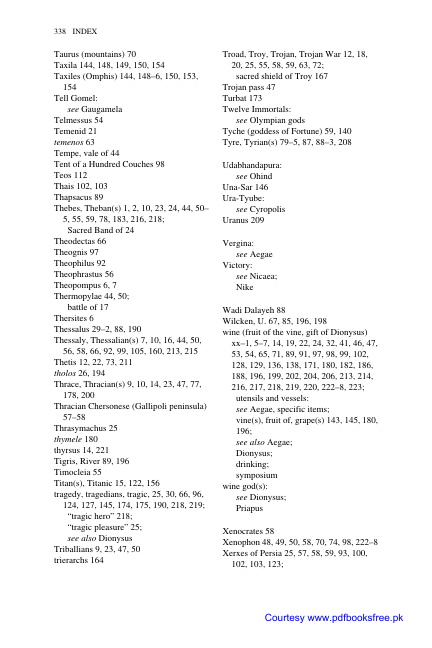 338 INDEX
Taurus (mountains) 70
Taxila 144, 148, 149, 150, 154
Taxiles (Omphis) 144, 148–6, 150, 153,
154
Tell Gomel:
see Gaugamela
Telmessus 54
Temenid 21
temenos 63
Tempe, vale of 44
Tent of a Hundred Couches 98
Teos 112
Thais 102, 103
Thapsacus 89
Thebes, Theban(s) 1, 2, 10, 23, 24, 44, 50–
5, 55, 59, 78, 183, 216, 218;
Sacred Band of 24
Theodectas 66
Theognis 97
Theophilus 92
Theophrastus 56
Theopompus 6, 7
Thermopylae 44, 50;
battle of 17
Thersites 6
Thessalus 29–2, 88, 190
Thessaly, Thessalian(s) 7, 10, 16, 44, 50,
56, 58, 66, 92, 99, 105, 160, 213, 215
Thetis 12, 22, 73, 211
tholos 26, 194
Thrace, Thracian(s) 9, 10, 14, 23, 47, 77,
178, 200
Thracian Chersonese (Gallipoli peninsula)
57–58
Thrasymachus 25
thymele 180
thyrsus 14, 221
Tigris, River 89, 196
Timocleia 55
Titan(s), Titanic 15, 122, 156
tragedy, tragedians, tragic, 25, 30, 66, 96,
124, 127, 145, 174, 175, 190, 218, 219;
“tragic hero” 218;
“tragic pleasure” 25;
see also Dionysus
Triballians 9, 23, 47, 50
trierarchs 164
Troad, Troy, Trojan, Trojan War 12, 18,
20, 25, 55, 58, 59, 63, 72;
sacred shield of Troy 167
Trojan pass 47
Turbat 173
Twelve Immortals:
see Olympian gods
Tyche (goddess of Fortune) 59, 140
Tyre, Tyrian(s) 79–5, 87, 88–3, 208
Udabhandapura:
see Ohind
Una-Sar 146
Ura-Tyube:
see Cyropolis
Uranus 209
Vergina:
see Aegae
Victory:
see Nicaea;
Nike
Wadi Dalayeh 88
Wilcken, U. 67, 85, 196, 198
wine (fruit of the vine, gift of Dionysus)
xx–1, 5–7, 14, 19, 22, 24, 32, 41, 46, 47,
53, 54, 65, 71, 89, 91, 97, 98, 99, 102,
128, 129, 136, 138, 171, 180, 182, 186,
188, 196, 199, 202, 204, 206, 213, 214,
216, 217, 218, 219, 220, 222–8, 223;
utensils and vessels:
see Aegae, specific items;
vine(s), fruit of, grape(s) 143, 145, 180,
196;
see also Aegae;
Dionysus;
drinking;
symposium
wine god(s):
see Dionysus;
Priapus
Xenocrates 58
Xenophon 48, 49, 50, 58, 70, 74, 98, 222–8
Xerxes of Persia 25, 57, 58, 59, 93, 100,
102, 103, 123;
Courtesy www.pdfbooksfree.pk